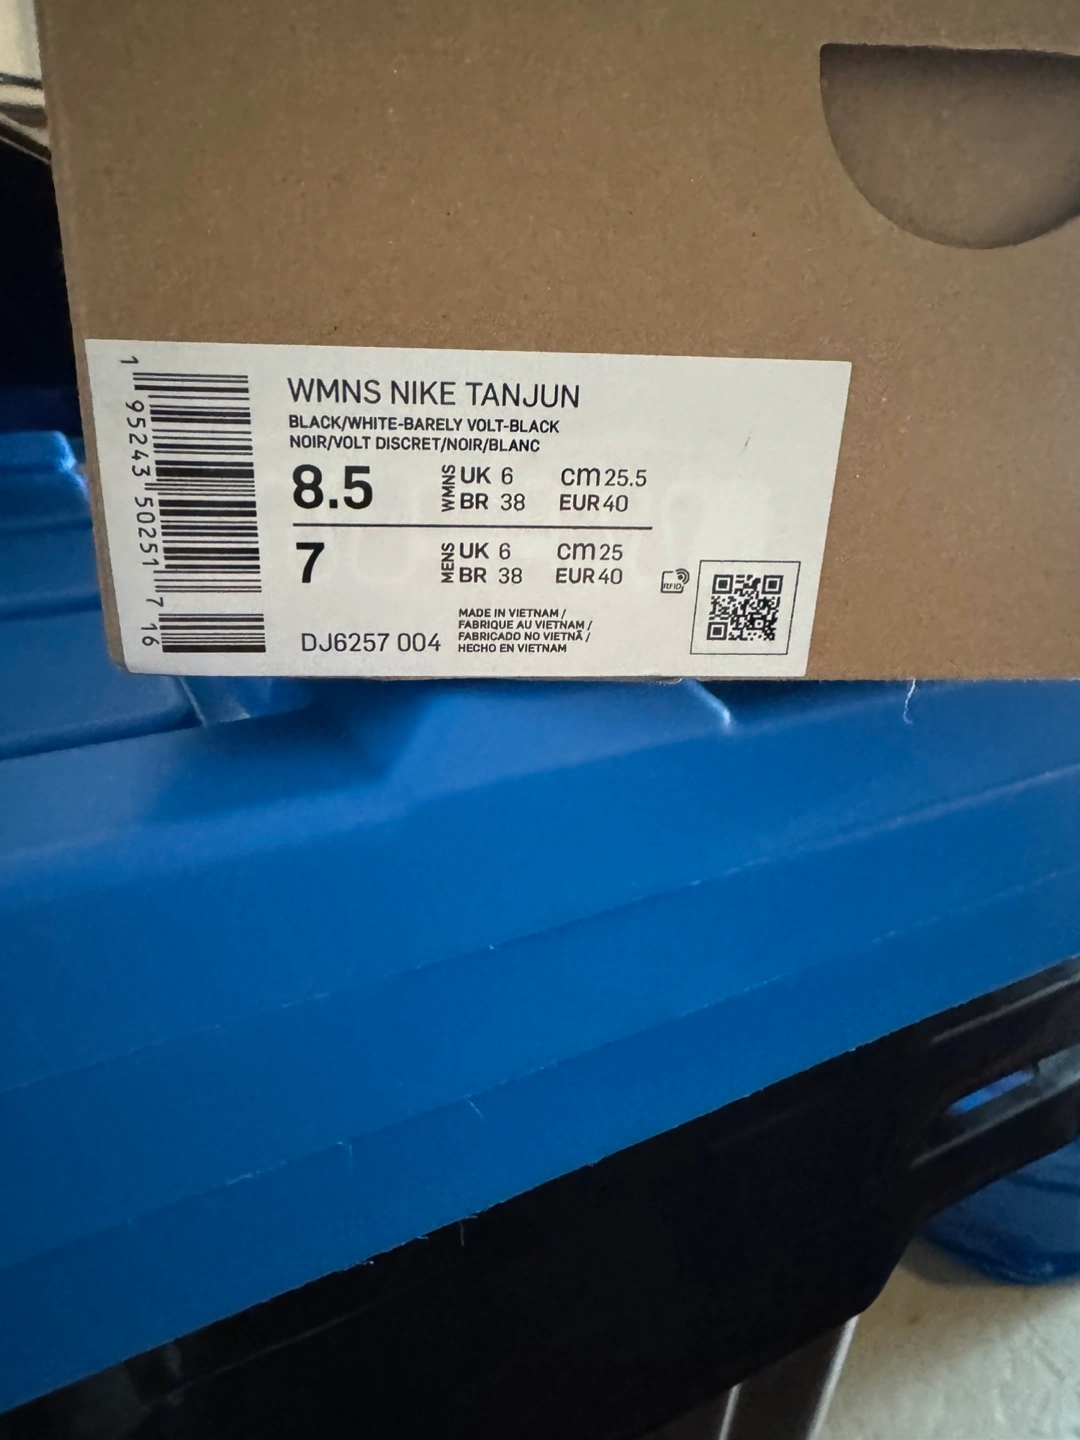 WMNS NIKE TANJUN
BLACK/WHITE-BARELY VOLT-BLACK
NOIR/VOLT DISCRET/NOIR/BLANC
8.5 WMNS UK 6 cm 25.5
BR 38 EUR 40
7 MENS UK 6 cm 25
BR 38 EUR 40
RFID
DJ6257 004
MADE IN VIETNAM /
FABRIQUE AU VIETNAM /
FABRICADO NO VIETNÃ /
HECHO EN VIETNAM
1 95243 50251 7 16